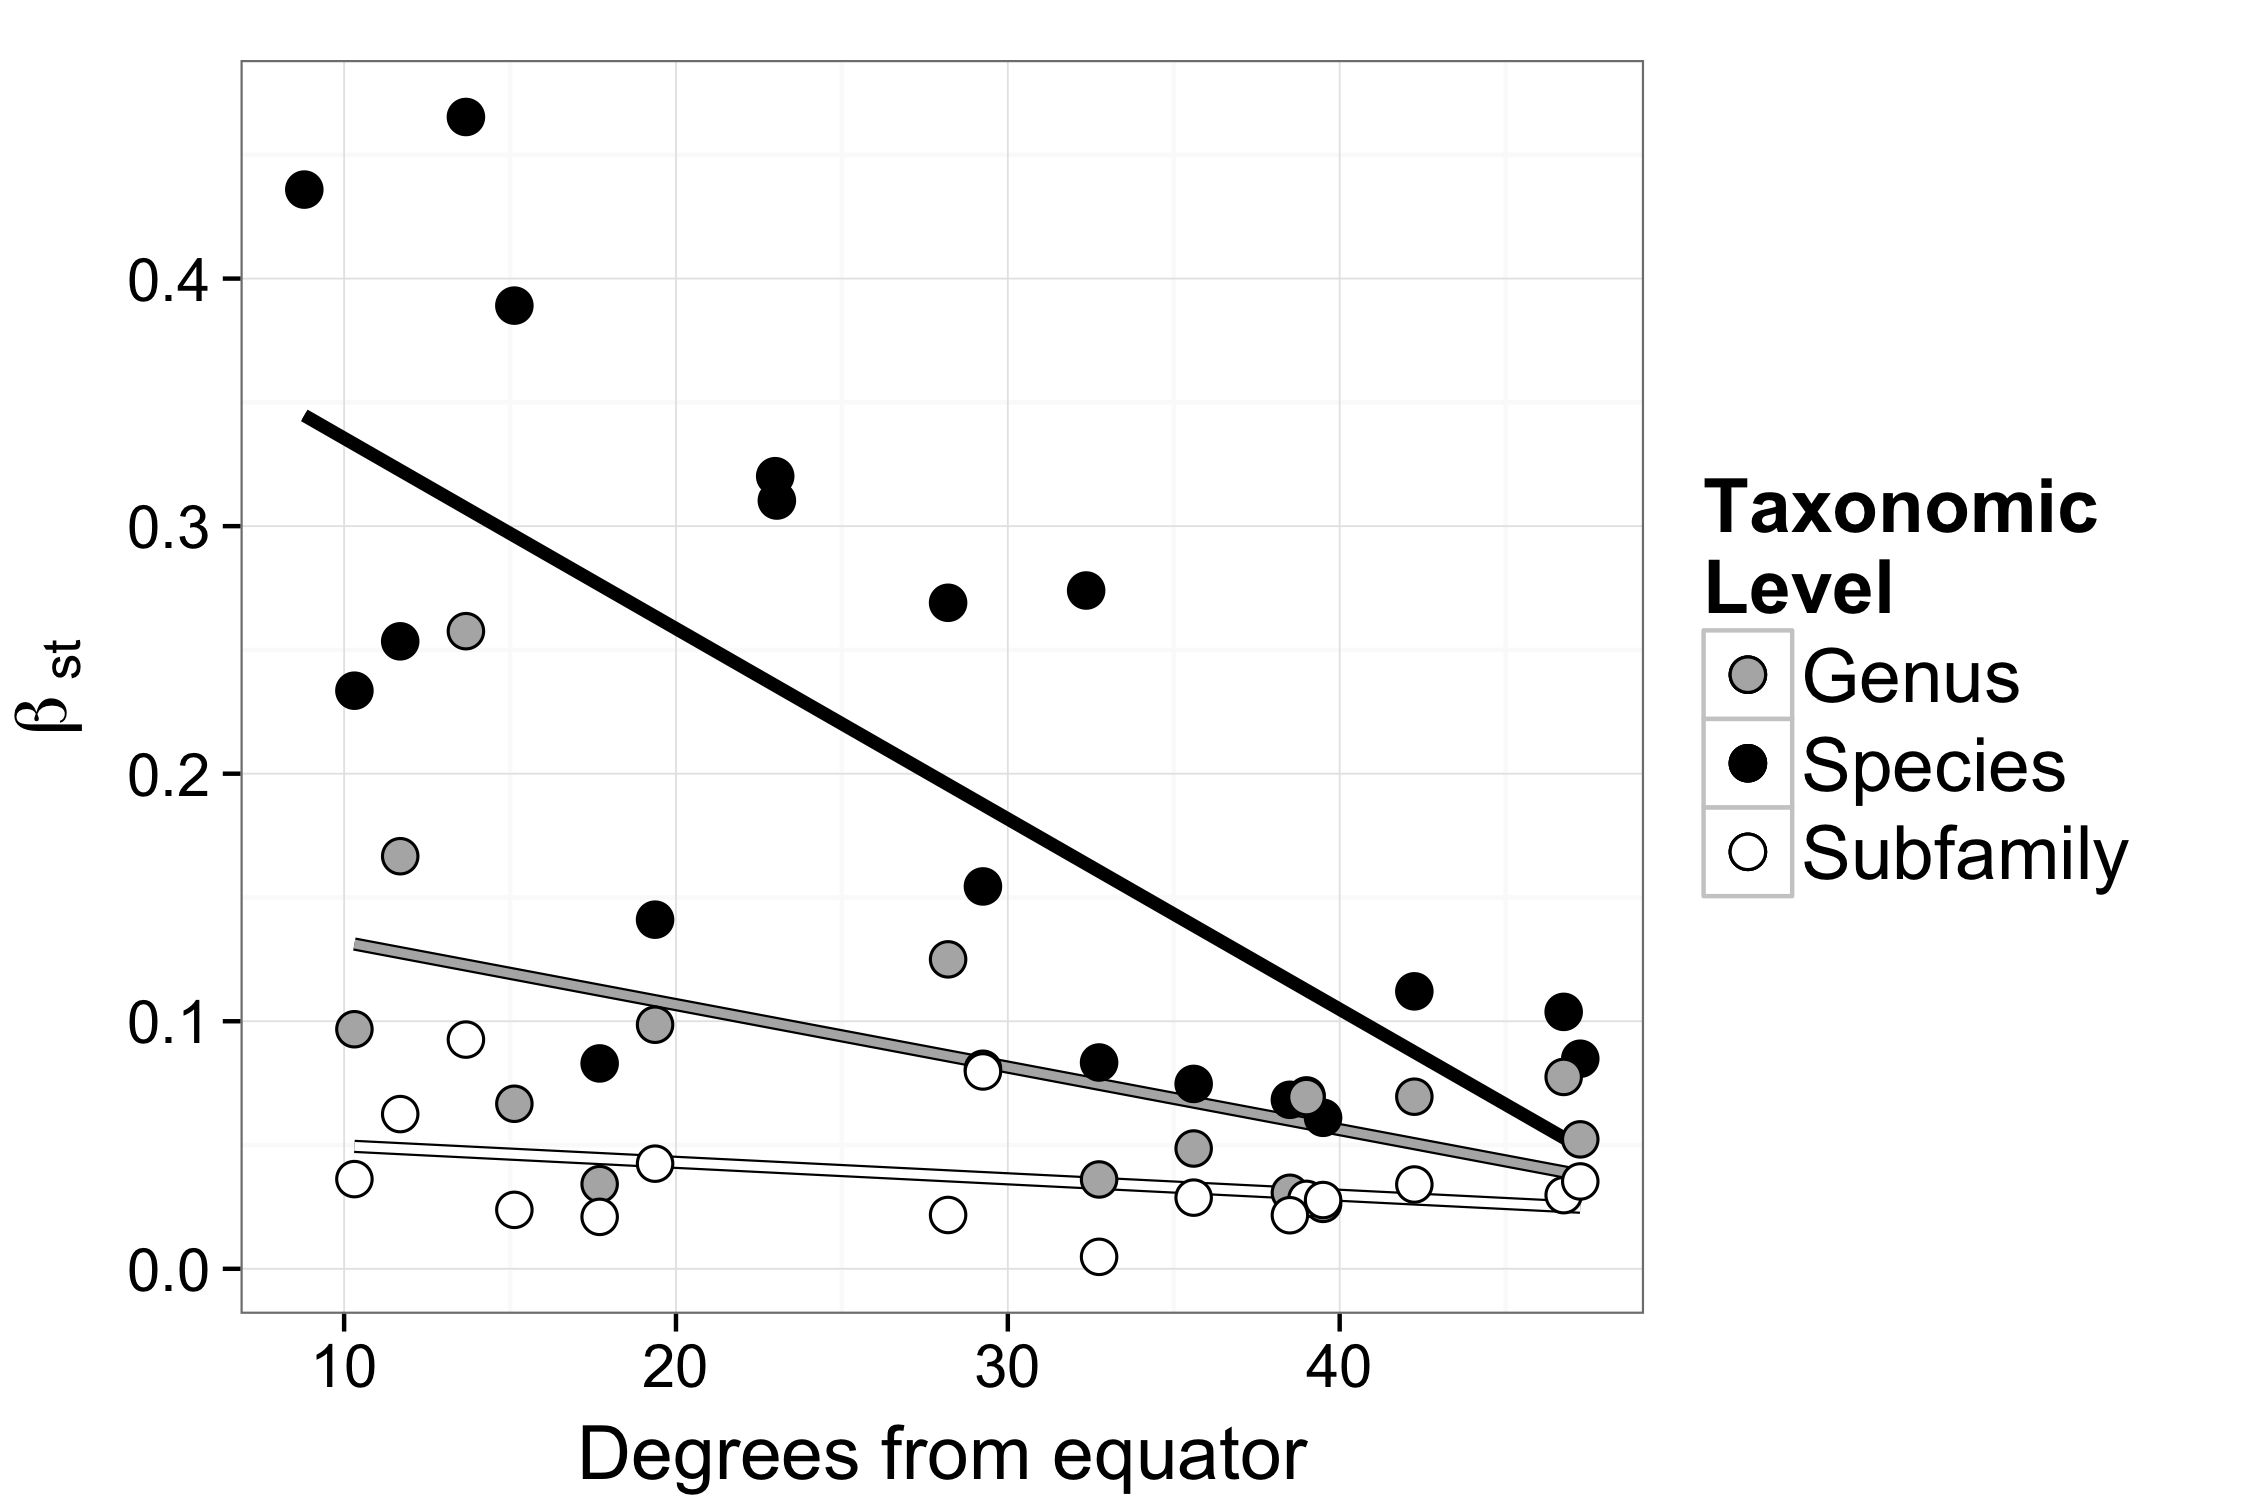 β st
0.4
0.3
0.2
0.1
0.0
10 20 30 40
Degrees from equator
Taxonomic
Level
Genus
Species
Subfamily